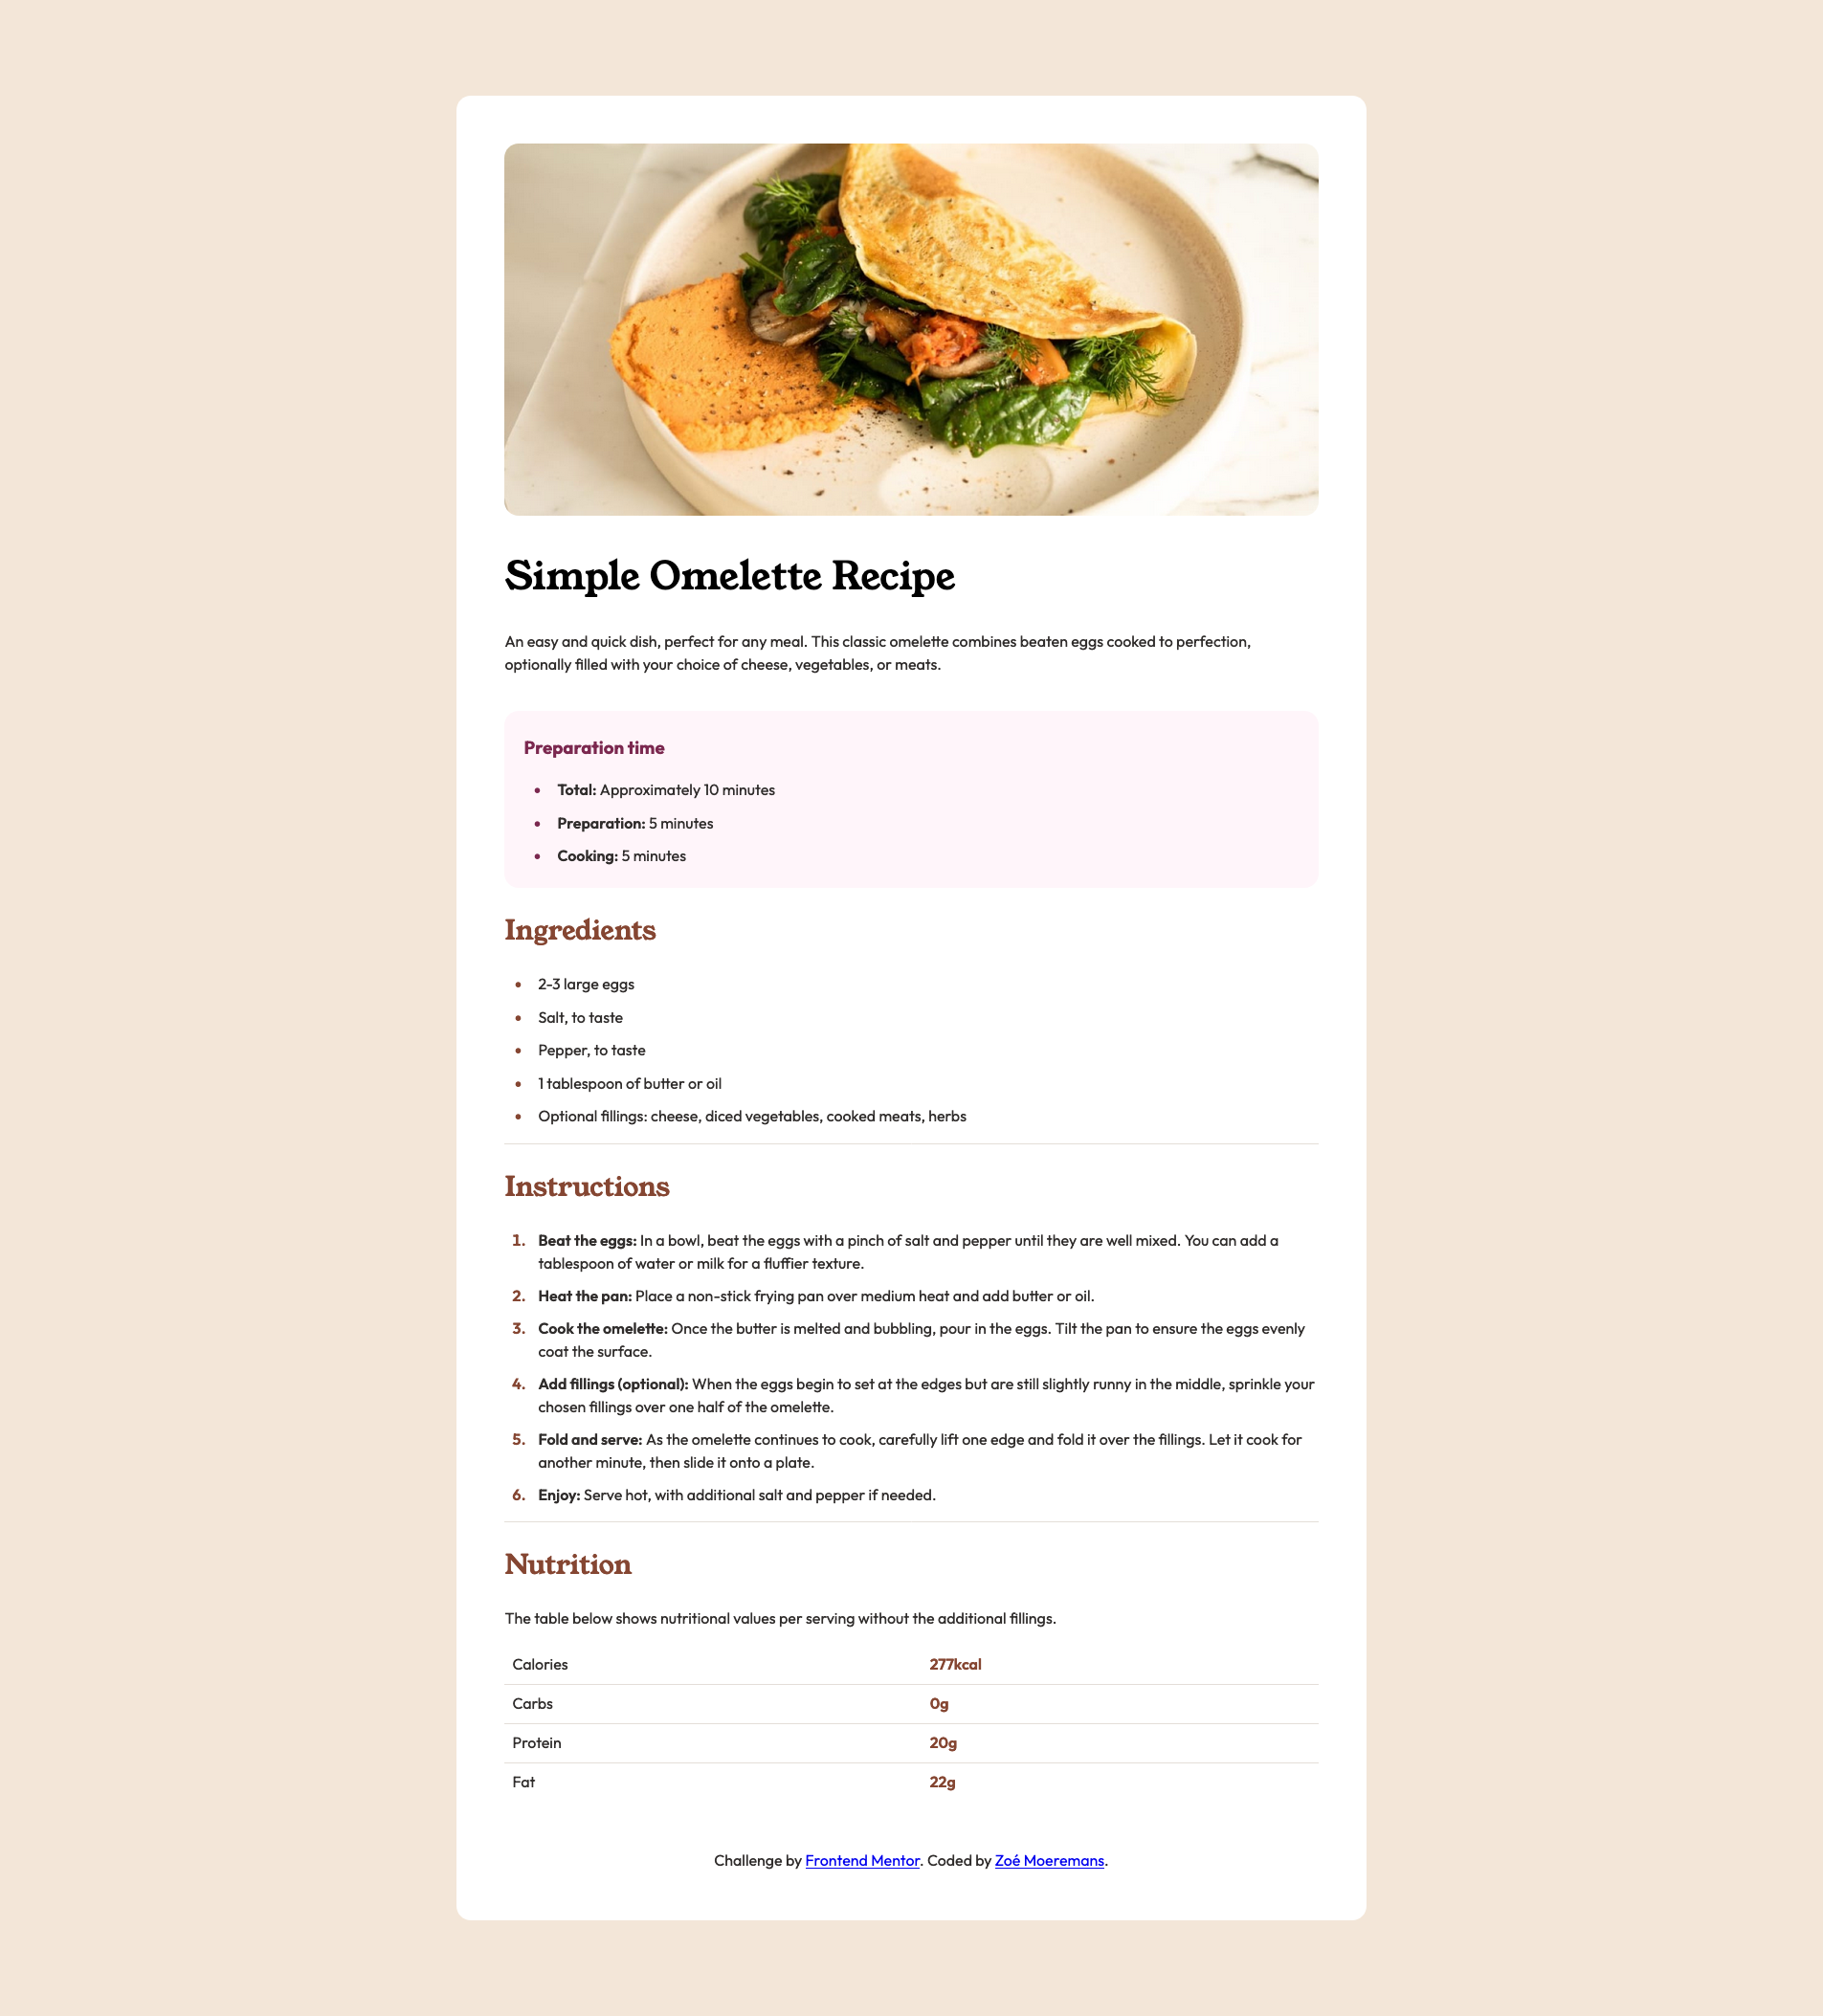 Simple Omelette Recipe
An easy and quick dish, perfect for any meal. This classic omelette combines beaten eggs cooked to perfection,
optionally filled with your choice of cheese, vegetables, or meats.
Preparation time
• Total: Approximately 10 minutes
• Preparation: 5 minutes
• Cooking: 5 minutes
Ingredients
• 2-3 large eggs
• Salt, to taste
• Pepper, to taste
• 1 tablespoon of butter or oil
• Optional fillings: cheese, diced vegetables, cooked meats, herbs
Instructions
1. Beat the eggs: In a bowl, beat the eggs with a pinch of salt and pepper until they are well mixed. You can add a
tablespoon of water or milk for a fluffier texture.
2. Heat the pan: Place a non-stick frying pan over medium heat and add butter or oil.
3. Cook the omelette: Once the butter is melted and bubbling, pour in the eggs. Tilt the pan to ensure the eggs evenly
coat the surface.
4. Add fillings (optional): When the eggs begin to set at the edges but are still slightly runny in the middle, sprinkle your
chosen fillings over one half of the omelette.
5. Fold and serve: As the omelette continues to cook, carefully lift one edge and fold it over the fillings. Let it cook for
another minute, then slide it onto a plate.
6. Enjoy: Serve hot, with additional salt and pepper if needed.
Nutrition
The table below shows nutritional values per serving without the additional fillings.
Calories 277kcal
Carbs 0g
Protein 20g
Fat 22g
Challenge by Frontend Mentor. Coded by Zoé Moeremans.